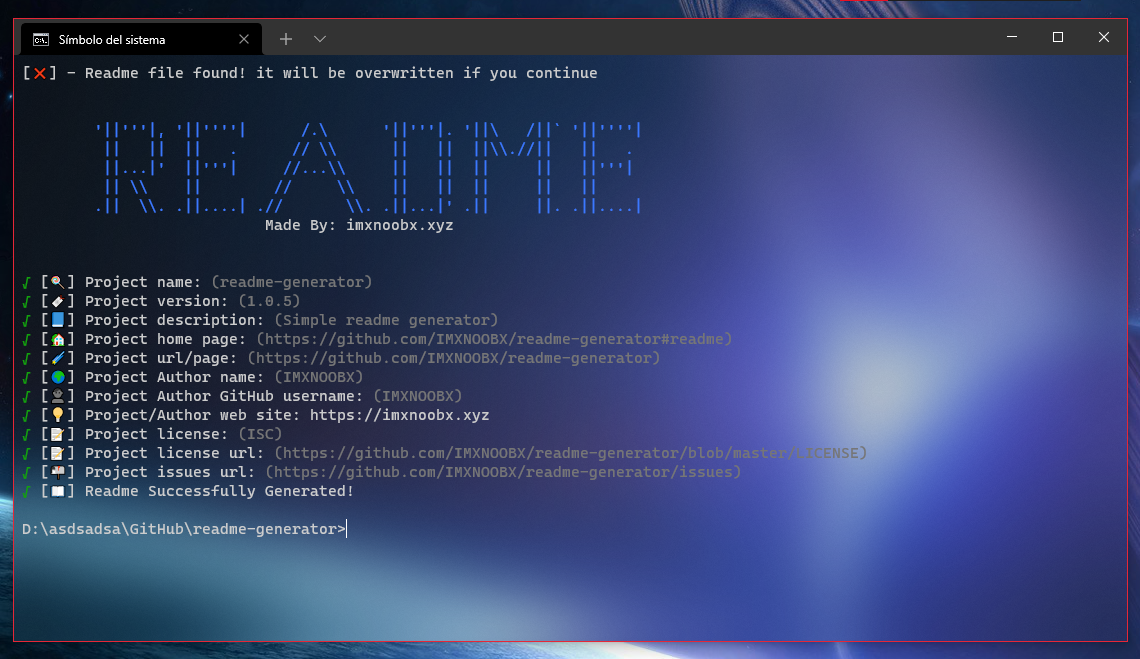 Símbolo del sistema
[❌] - Readme file found! it will be overwritten if you continue
'||'''|, '||''''|      /.\      '||'''|. '||\   /||` '||''''|
 ||   ||  ||   .      // \\      ||   ||  ||\\.//||   ||   .
 ||...|'  ||'''|     //...\\     ||   ||  ||     ||   ||'''|
 || \\    ||        //     \\    ||   ||  ||     ||   ||
.||  \\. .||....| .//       \\. .||...|' .||     ||. .||....|
Made By: imxnoobx.xyz
√ [🔍] Project name: (readme-generator)
√ [🏷] Project version: (1.0.5)
√ [📘] Project description: (Simple readme generator)
√ [🏠] Project home page: (https://github.com/IMXNOOBX/readme-generator#readme)
√ [🖌] Project url/page: (https://github.com/IMXNOOBX/readme-generator)
√ [🌍] Project Author name: (IMXNOOBX)
√ [👤] Project Author GitHub username: (IMXNOOBX)
√ [💡] Project/Author web site: https://imxnoobx.xyz
√ [📝] Project license: (ISC)
√ [📝] Project license url: (https://github.com/IMXNOOBX/readme-generator/blob/master/LICENSE)
√ [📬] Project issues url: (https://github.com/IMXNOOBX/readme-generator/issues)
√ [📖] Readme Successfully Generated!
D:\asdsadsa\GitHub\readme-generator>